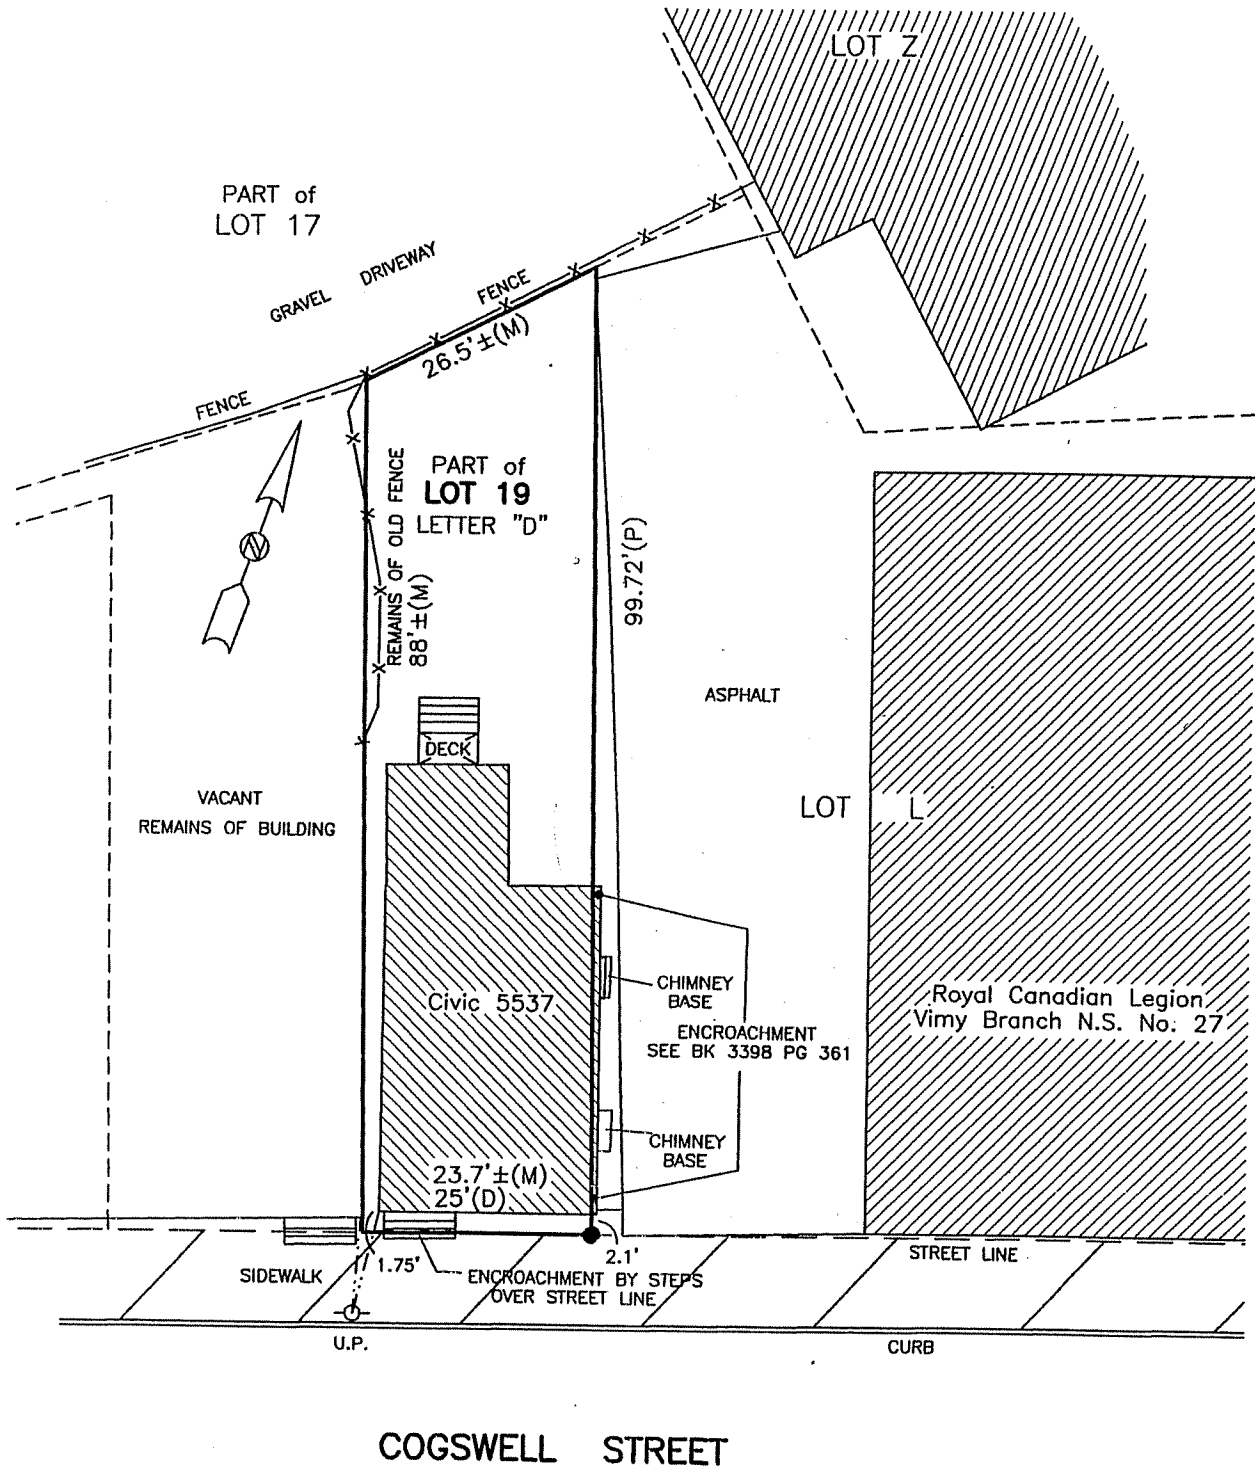 LOT Z
PART of
LOT 17
GRAVEL DRIVEWAY
FENCE
26.5'±(M)
FENCE
N
REMAINS OF OLD FENCE
88'±(M)
PART of
LOT 19
LETTER "D"
99.72'(P)
ASPHALT
DECK
VACANT
REMAINS OF BUILDING
LOT L
Civic 5537
CHIMNEY
BASE
ENCROACHMENT
SEE BK 3398 PG 361
Royal Canadian Legion
Vimy Branch N.S. No. 27
CHIMNEY
BASE
23.7'±(M)
25'(D)
STREET LINE
2.1'
1.75'
SIDEWALK
ENCROACHMENT BY STEPS
OVER STREET LINE
U.P.
CURB
COGSWELL STREET